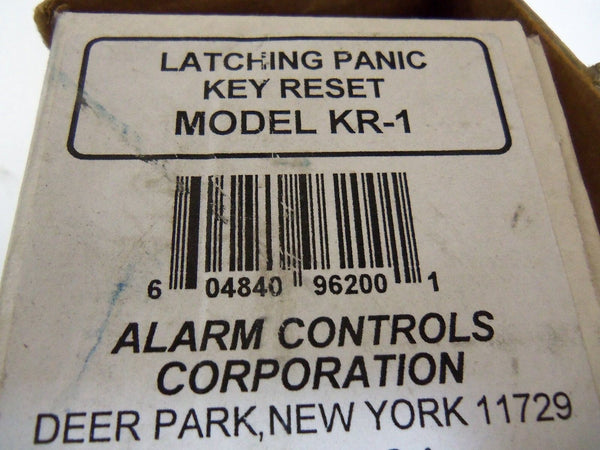 LATCHING PANIC
KEY RESET
MODEL KR-1
6 04840 96200 1
ALARM CONTROLS
CORPORATION
DEER PARK, NEW YORK 11729